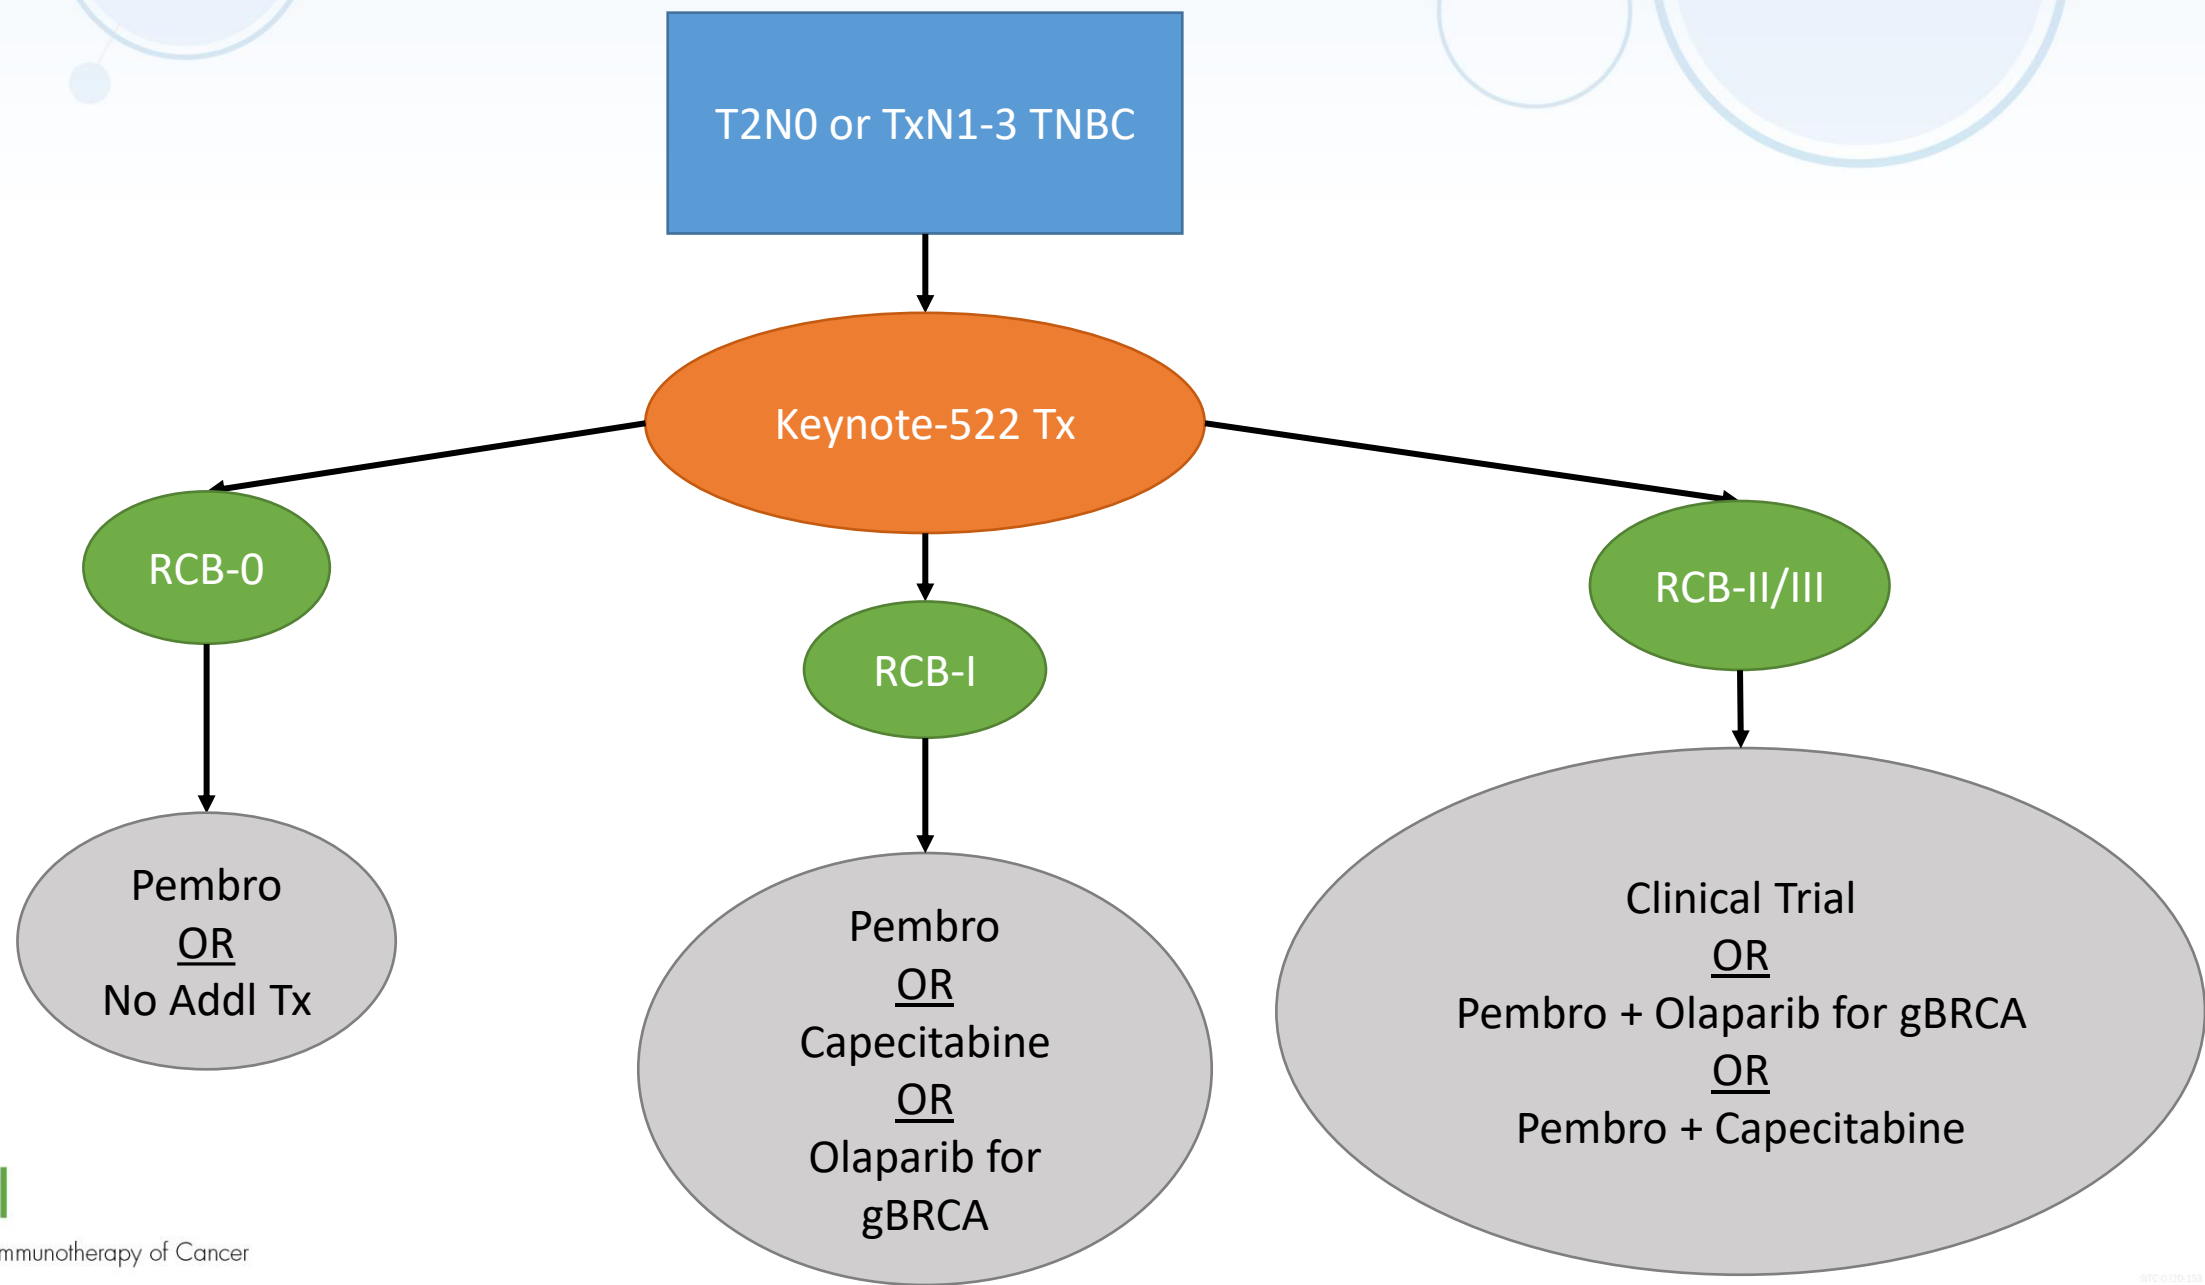 T2N0 or TxN1-3 TNBC
Keynote-522 Tx
RCB-0
RCB-I
RCB-II/III
Pembro
OR
No Addl Tx
Pembro
OR
Capecitabine
OR
Olaparib for
gBRCA
Clinical Trial
OR
Pembro + Olaparib for gBRCA
OR
Pembro + Capecitabine
mmunotherapy of Cancer